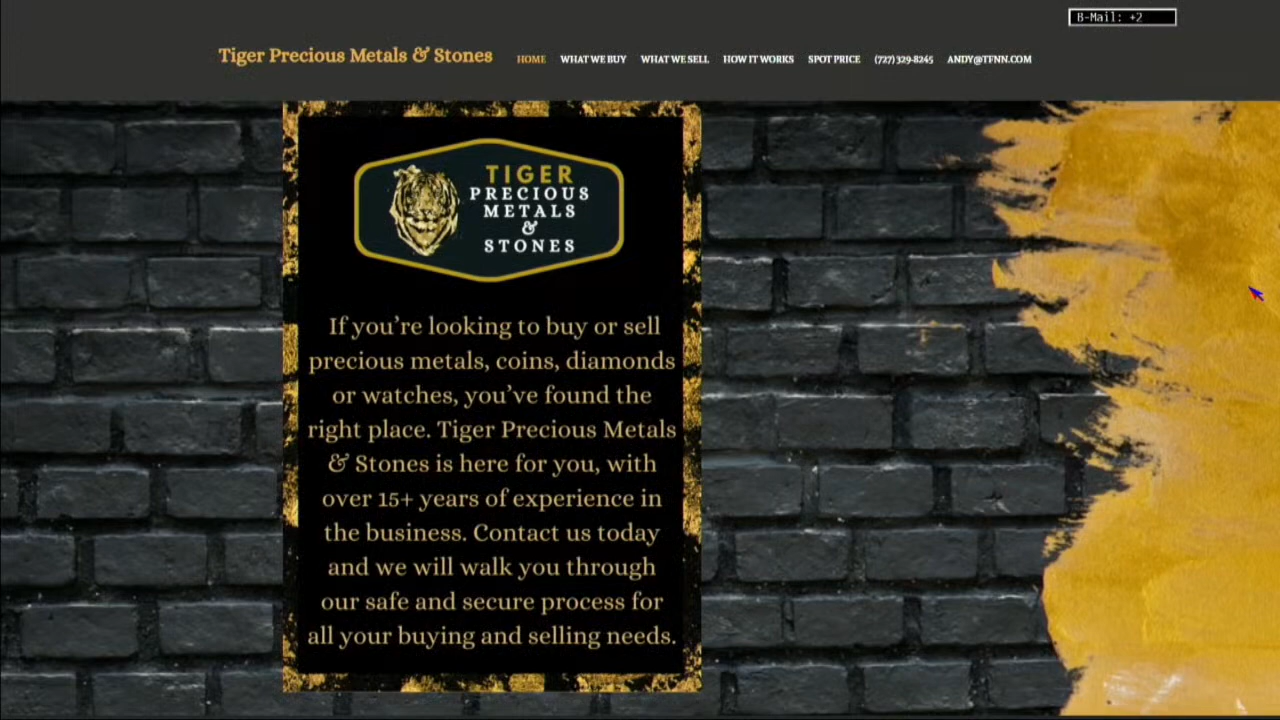 B-Mail: +2
Tiger Precious Metals & Stones HOME WHAT WE BUY WHAT WE SELL HOW IT WORKS SPOT PRICE (727) 329-8245 ANDY@TFNN.COM
TIGER
PRECIOUS
METALS
&
STONES
If you’re looking to buy or sell
precious metals, coins, diamonds
or watches, you’ve found the
right place. Tiger Precious Metals
& Stones is here for you, with
over 15+ years of experience in
the business. Contact us today
and we will walk you through
our safe and secure process for
all your buying and selling needs.